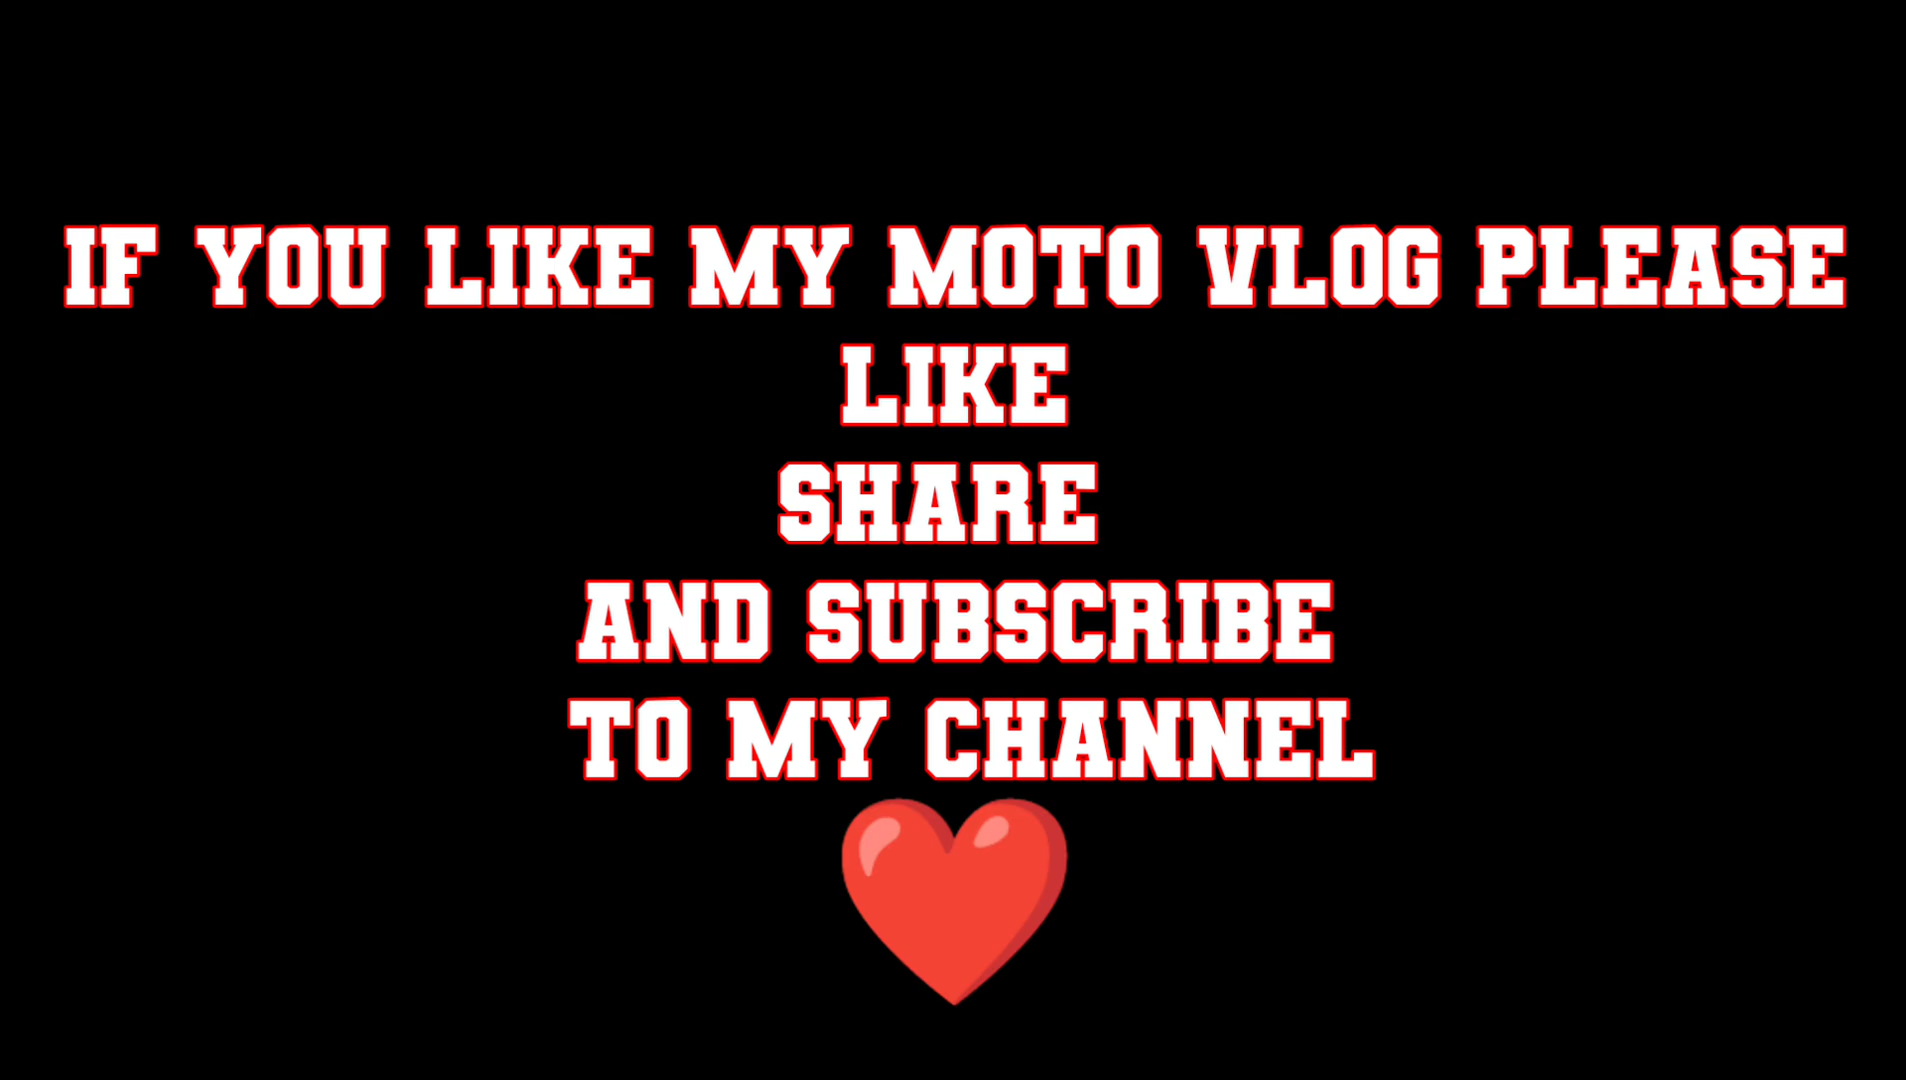 IF YOU LIKE MY MOTO VLOG PLEASE
LIKE
SHARE
AND SUBSCRIBE
TO MY CHANNEL